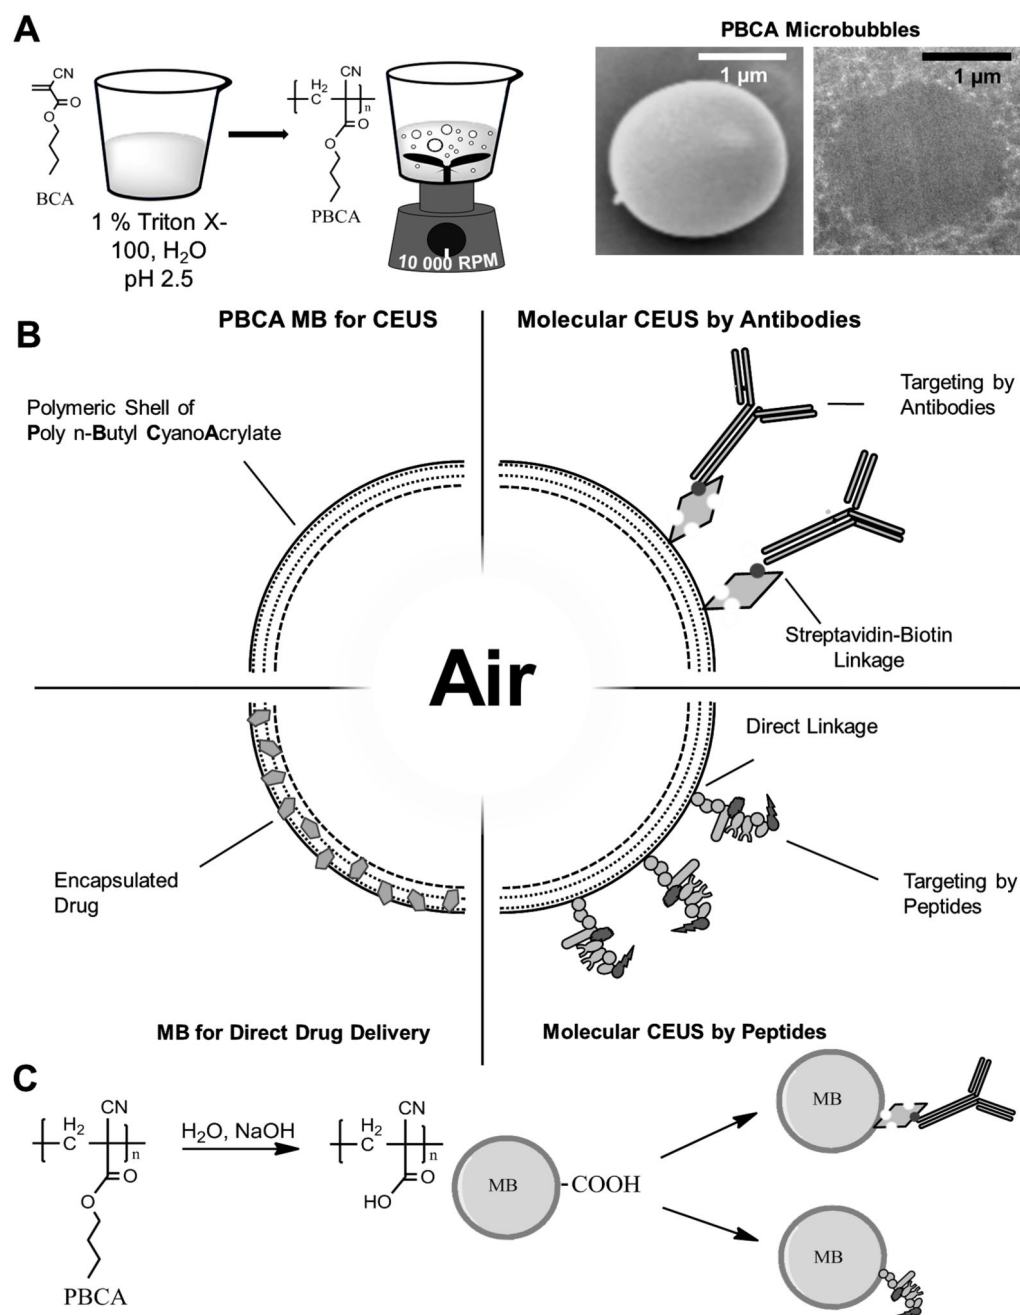 A
PBCA Microbubbles
CN
O
O
BCA
1 % Triton X-
100, H₂O
pH 2.5
H₂
C
CN
n
O
O
PBCA
10 000 RPM
1 µm
1 µm
B
PBCA MB for CEUS
Molecular CEUS by Antibodies
Polymeric Shell of
Poly n-Butyl CyanoAcrylate
Targeting by
Antibodies
Streptavidin-Biotin
Linkage
Air
Direct Linkage
Encapsulated
Drug
Targeting by
Peptides
MB for Direct Drug Delivery
Molecular CEUS by Peptides
C
H₂
C
CN
n
O
O
PBCA
H₂O, NaOH
H₂
C
CN
n
O
HO
MB
-COOH
MB
MB